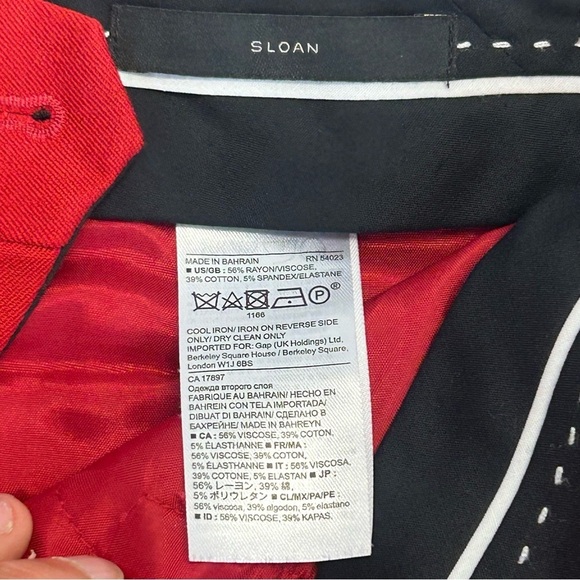 SLOAN
MADE IN BAHRAIN RN 54023
■ US/GB: 56% RAYON/VISCOSE,
39% COTTON, 5% SPANDEX/ELASTANE
P ®
1166
COOL IRON/ IRON ON REVERSE SIDE
ONLY/ DRY CLEAN ONLY
IMPORTED FOR: Gap (UK Holdings) Ltd.
Berkeley Square House / Berkeley Square,
London W1J 6BS
CA 17897
Одежда второго слоя
FABRIQUÉ AU BAHREÏN/ HECHO EN
BAHREIN CON TELA IMPORTADA/
DIBUAT DI BAHRAIN/ СДЕЛАНО В
БАХРЕЙНЕ/ MADE IN BAHREYN
■ CA: 56% VISCOSE, 39% COTON,
5% ÉLASTHANNE ■ FR/MA:
56% VISCOSE, 39% COTON,
5% ÉLASTHANNE ■ IT: 56% VISCOSA,
39% COTONE, 5% ELASTAN ■ JP:
56% レーヨン, 39% 綿,
5% ポリウレタン ■ CL/MX/PA/PE:
56% viscosa, 39% algodon, 5% elastano
■ ID: 56% VISCOSE, 39% KAPAS,